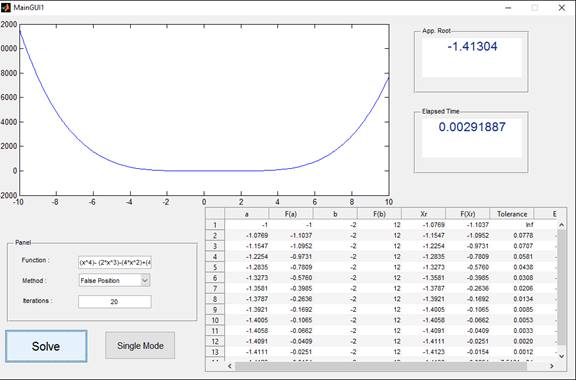 MainGUI1
2000
0000
8000
6000
4000
2000
0
2000
-10 -8 -6 -4 -2 0 2 4 6 8 10
App. Root
-1.41304
Elapsed Time
0.00291887
Panel
Function : (x^4)- (2*x^3)-(4*x^2)+(4
Method : False Position
Iterations : 20
Solve
Single Mode
a F(a) b F(b) Xr F(Xr) Tolerance E
1 -1 -1 -2 12 -1.0769 -1.1037 Inf
2 -1.0769 -1.1037 -2 12 -1.1547 -1.0952 0.0778
3 -1.1547 -1.0952 -2 12 -1.2254 -0.9731 0.0707
4 -1.2254 -0.9731 -2 12 -1.2835 -0.7809 0.0581
5 -1.2835 -0.7809 -2 12 -1.3273 -0.5760 0.0438
6 -1.3273 -0.5760 -2 12 -1.3581 -0.3985 0.0308
7 -1.3581 -0.3985 -2 12 -1.3787 -0.2636 0.0206
8 -1.3787 -0.2636 -2 12 -1.3921 -0.1692 0.0134
9 -1.3921 -0.1692 -2 12 -1.4005 -0.1065 0.0085
10 -1.4005 -0.1065 -2 12 -1.4058 -0.0662 0.0053
11 -1.4058 -0.0662 -2 12 -1.4091 -0.0409 0.0033
12 -1.4091 -0.0409 -2 12 -1.4111 -0.0251 0.0020
13 -1.4111 -0.0251 -2 12 -1.4123 -0.0154 0.0012